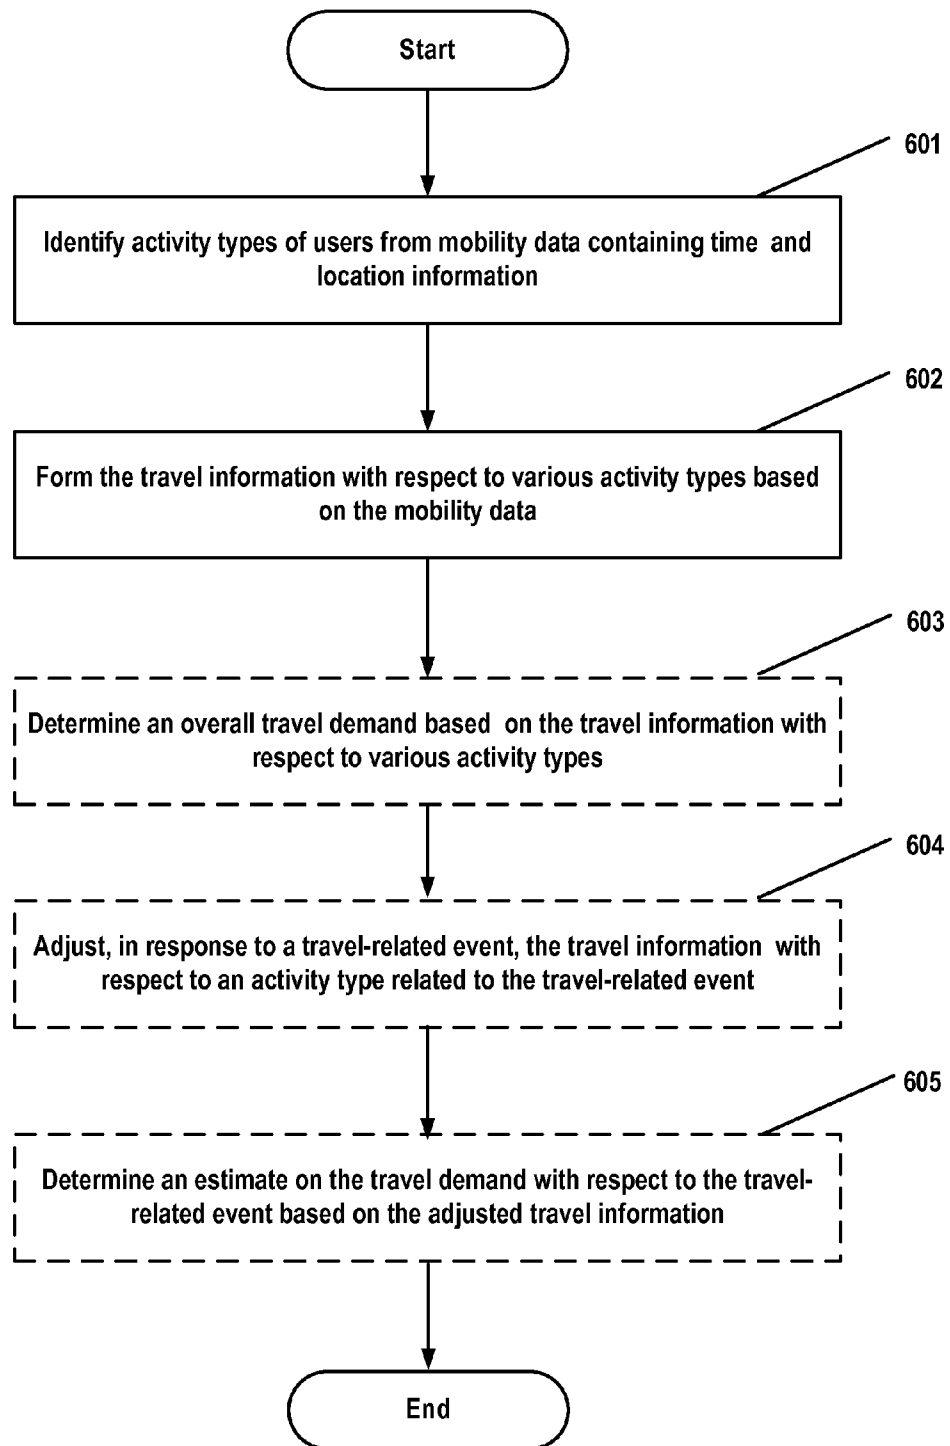 Start
601
Identify activity types of users from mobility data containing time and
location information
602
Form the travel information with respect to various activity types based
on the mobility data
603
Determine an overall travel demand based on the travel information with
respect to various activity types
604
Adjust, in response to a travel-related event, the travel information with
respect to an activity type related to the travel-related event
605
Determine an estimate on the travel demand with respect to the travel-
related event based on the adjusted travel information
End